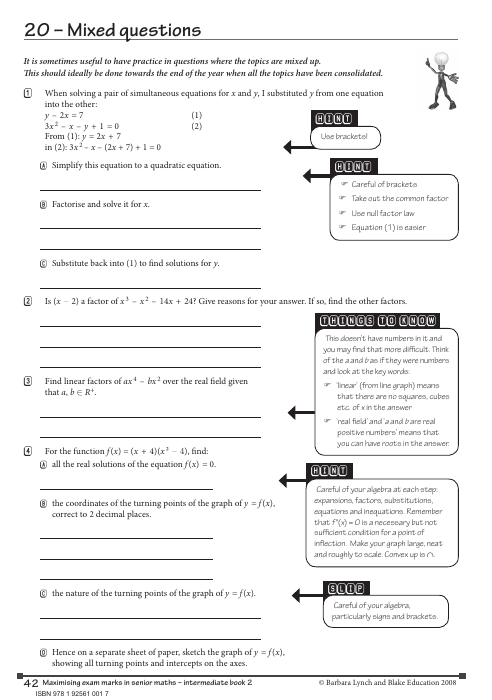 20 – Mixed questions
It is sometimes useful to have practice in questions where the topics are mixed up.
This should ideally be done towards the end of the year when all the topics have been consolidated.
1 When solving a pair of simultaneous equations for x and y, I substituted y from one equation
into the other:
y – 2x = 7 (1)
3x² – x – y + 1 = 0 (2)
From (1): y = 2x + 7
in (2): 3x² – x – (2x + 7) + 1 = 0
HINT
Use brackets!
A Simplify this equation to a quadratic equation.
HINT
☞ Careful of brackets
☞ Take out the common factor
☞ Use null factor law
☞ Equation (1) is easier
B Factorise and solve it for x.
C Substitute back into (1) to find solutions for y.
2 Is (x – 2) a factor of x³ – x² – 14x + 24? Give reasons for your answer. If so, find the other factors.
THINGS TO KNOW
This doesn't have numbers in it and
you may find that more difficult. Think
of the a and b as if they were numbers
and look at the key words:
☞ 'linear' (from line graph) means
that there are no squares, cubes
etc. of x in the answer
☞ 'real field' and 'a and b are real
positive numbers' means that
you can have roots in the answer.
3 Find linear factors of ax⁴ – bx² over the real field given
that a, b ∈ R⁺.
4 For the function f(x) = (x + 4)(x³ – 4), find:
A all the real solutions of the equation f(x) = 0.
HINT
Careful of your algebra at each step:
expansions, factors, substitutions,
equations and inequations. Remember
that f"(x) = 0 is a necessary but not
sufficient condition for a point of
inflection. Make your graph large, neat
and roughly to scale. Convex up is ∩.
B the coordinates of the turning points of the graph of y = f(x),
correct to 2 decimal places.
C the nature of the turning points of the graph of y = f(x).
SLIP
Careful of your algebra,
particularly signs and brackets.
D Hence on a separate sheet of paper, sketch the graph of y = f(x),
showing all turning points and intercepts on the axes.
42 Maximising exam marks in senior maths – intermediate book 2 © Barbara Lynch and Blake Education 2008
ISBN 978 1 92561 001 7